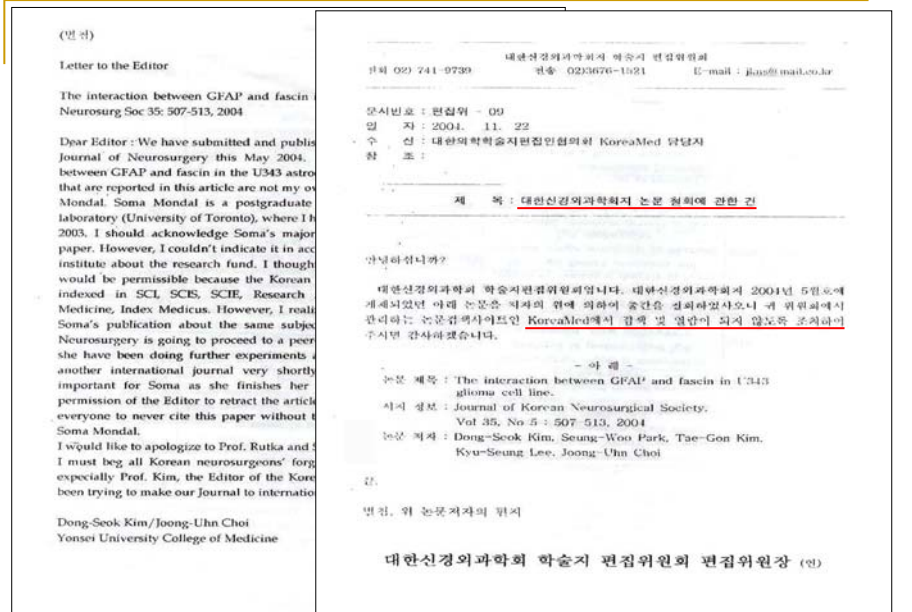 (별첨)
Letter to the Editor
The interaction between GFAP and fascin
Neurosurg Soc 35: 507-513, 2004
Dear Editor : We have submitted and publis
Journal of Neurosurgery this May 2004.
between GFAP and fascin in the U343 astro
that are reported in this article are not my ov
Mondal. Soma Mondal is a postgraduate
laboratory (University of Toronto), where I h
2003. I should acknowledge Soma's major
paper. However, I couldn't indicate it in acc
institute about the research fund. I though
would be permissible because the Korean
indexed in SCI, SCIS, SCIE, Research
Medicine, Index Medicus. However, I reali
Soma's publication about the same subjec
Neurosurgery is going to proceed to a peer
she have been doing further experiments a
another international journal very shortly
important for Soma as she finishes her
permission of the Editor to retract the article
everyone to never cite this paper without t
Soma Mondal.
I would like to apologize to Prof. Rutka and S
I must beg all Korean neurosurgeons' forg
expecially Prof. Kim, the Editor of the Kore
been trying to make our Journal to internatio
Dong-Seok Kim/Joong-Uhn Choi
Yonsei University College of Medicine
대한신경외과학회지 학술지 편집위원회
전화 02) 741-9739 전송 02)3676-1521 E-mail : jkns@mail.co.kr
문서번호 : 편집위 - 09
일 자 : 2004. 11. 22
수 신 : 대한의학학술지편집인협의회 KoreaMed 담당자
참 조 :
제 목 : 대한신경외과학회지 논문 철회에 관한 건
안녕하십니까?
대한신경외과학회 학술지편집위원회입니다. 대한신경외과학회지 2004년 5월호에
게재되었던 아래 논문을 저자의 위에 의하여 출간을 철회하였사오니 귀 위위회에서
관리하는 논문검색사이트인 KoreaMed에서 검색 및 열람이 되지 않도록 조치하여
주시면 감사하겠습니다.
- 아 래 -
논문 제목 : The interaction between GFAP and fascin in U343
glioma cell line.
서지 정보 : Journal of Korean Neurosurgical Society.
Vol 35, No 5 : 507-513, 2004
논문 저자 : Dong-Seok Kim, Seung-Woo Park, Tae-Gon Kim,
Kyu-Seung Lee, Joong-Uhn Choi
끝.
별첨. 위 논문저자의 편지
대한신경외과학회 학술지 편집위원회 편집위원장 (인)